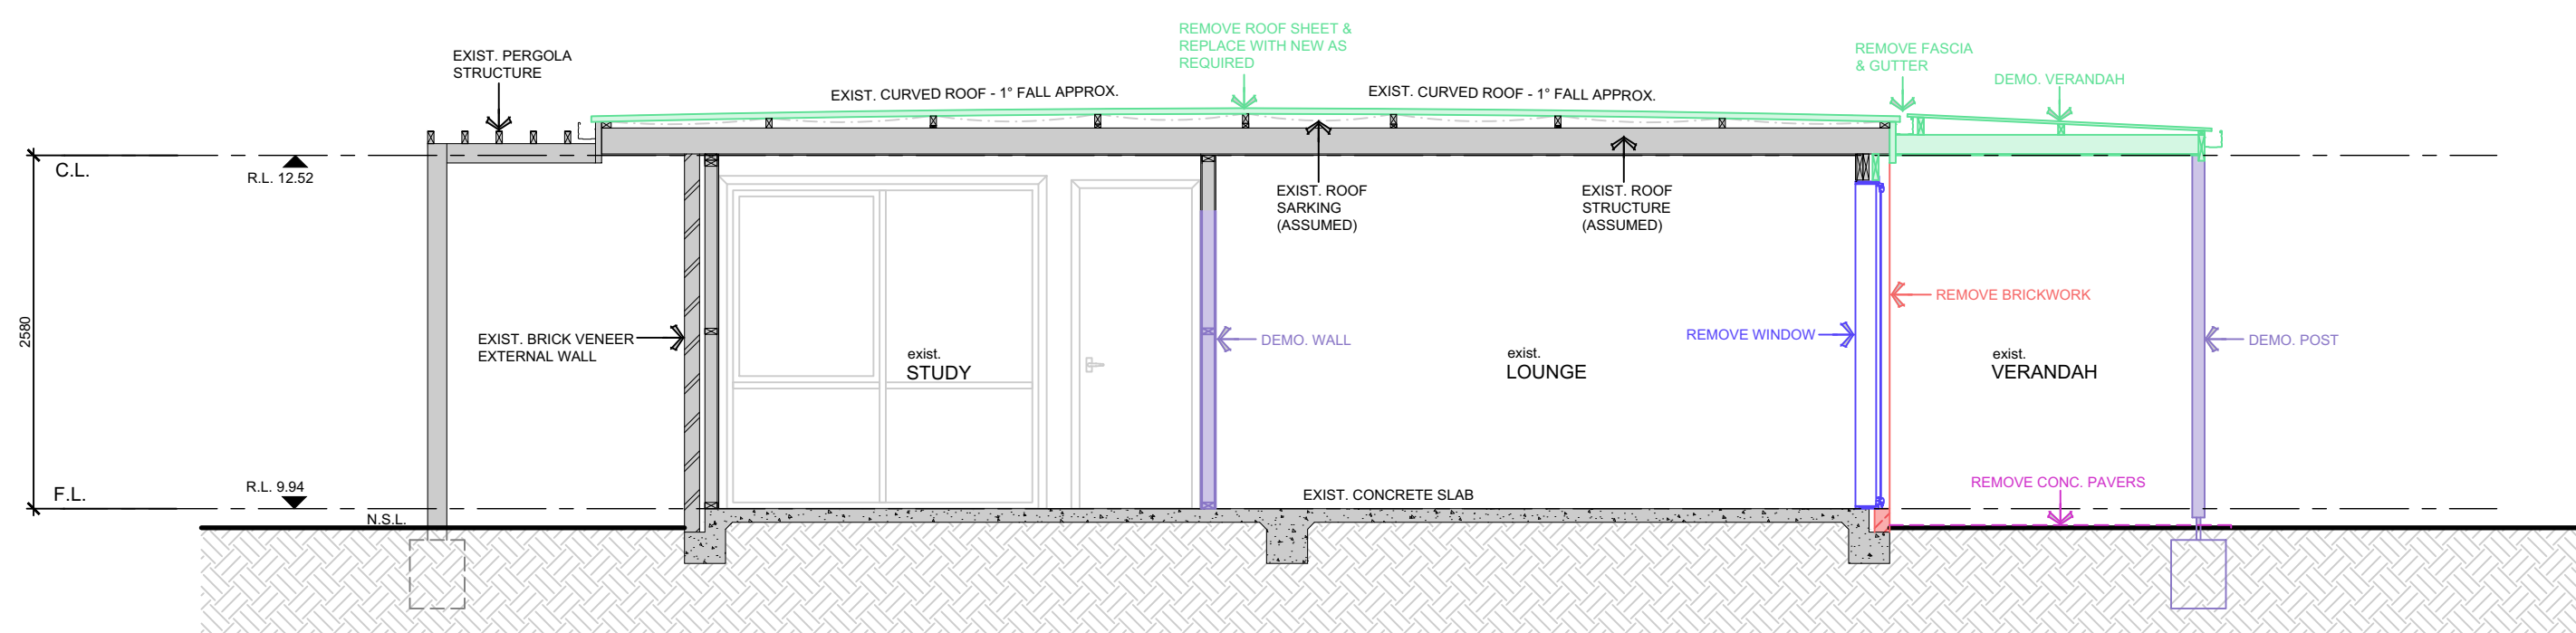 REMOVE ROOF SHEET &
REPLACE WITH NEW AS
REQUIRED
EXIST. PERGOLA
STRUCTURE
REMOVE FASCIA
& GUTTER
DEMO. VERANDAH
EXIST. CURVED ROOF - 1° FALL APPROX.
EXIST. CURVED ROOF - 1° FALL APPROX.
C.L.
R.L. 12.52
EXIST. ROOF
SARKING
(ASSUMED)
EXIST. ROOF
STRUCTURE
(ASSUMED)
REMOVE BRICKWORK
2580
EXIST. BRICK VENEER
EXTERNAL WALL
exist.
STUDY
DEMO. WALL
exist.
LOUNGE
REMOVE WINDOW
exist.
VERANDAH
DEMO. POST
REMOVE CONC. PAVERS
F.L.
R.L. 9.94
EXIST. CONCRETE SLAB
N.S.L.